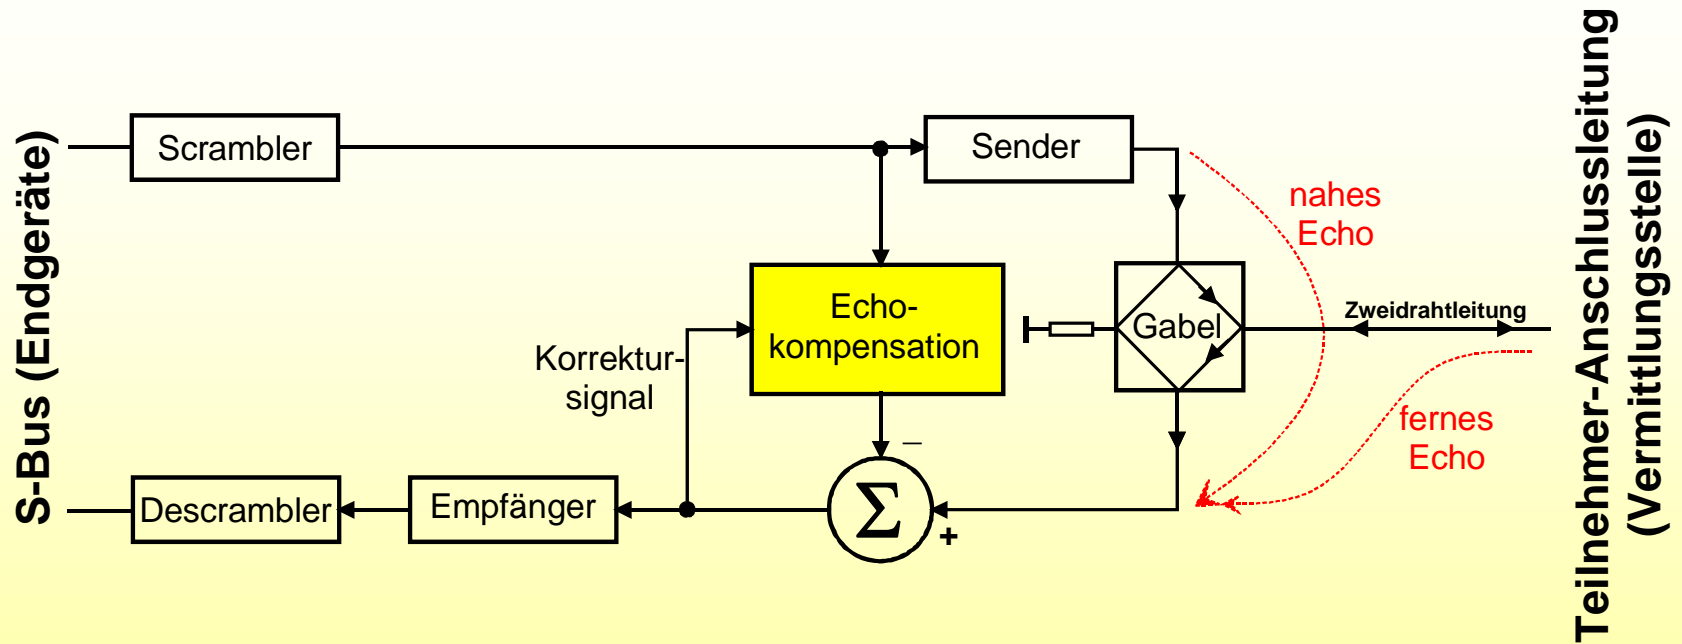 S-Bus (Endgeräte)
Scrambler
Sender
nahes
Echo
Echo-
kompensation
Gabel
Zweidrahtleitung
Korrektur-
signal
fernes
Echo
–
Descrambler
Empfänger
Σ
+
Teilnehmer-Anschlussleitung
(Vermittlungsstelle)